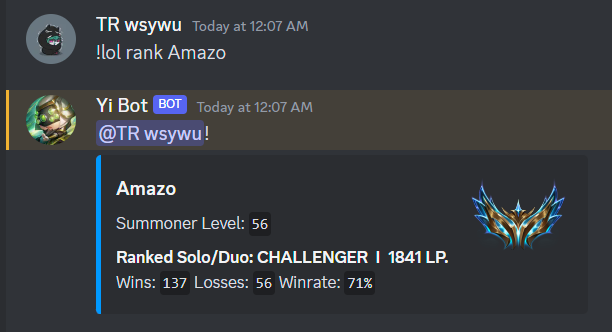 TR wsywu Today at 12:07 AM
!lol rank Amazo
Yi Bot BOT Today at 12:07 AM
@TR wsywu!
Amazo
Summoner Level: 56
Ranked Solo/Duo: CHALLENGER I 1841 LP.
Wins: 137 Losses: 56 Winrate: 71%